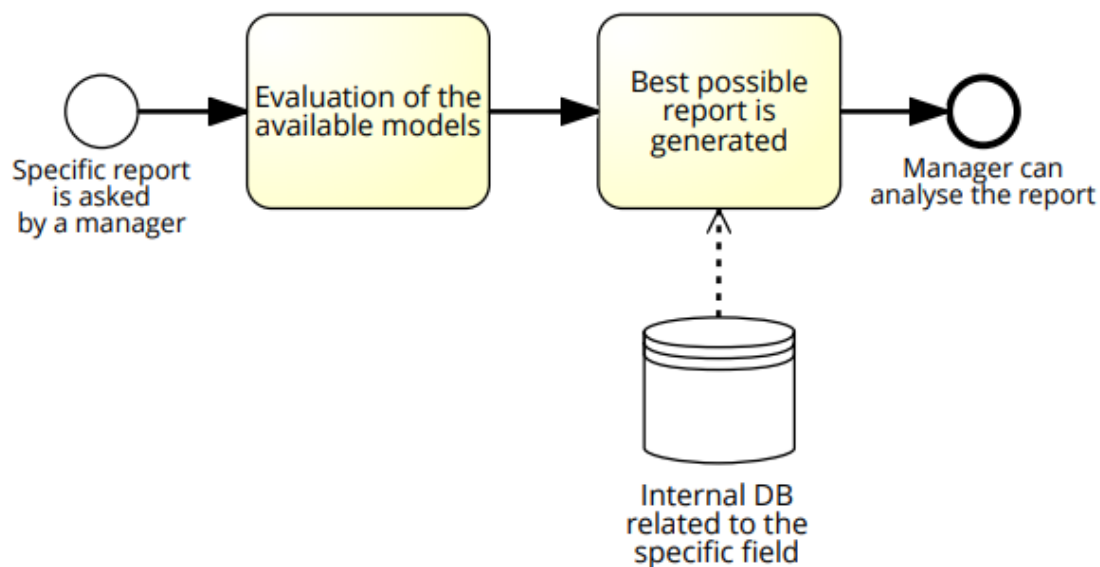 Specific report
is asked
by a manager
Evaluation of the
available models
Best possible
report is
generated
Manager can
analyse the report
Internal DB
related to the
specific field